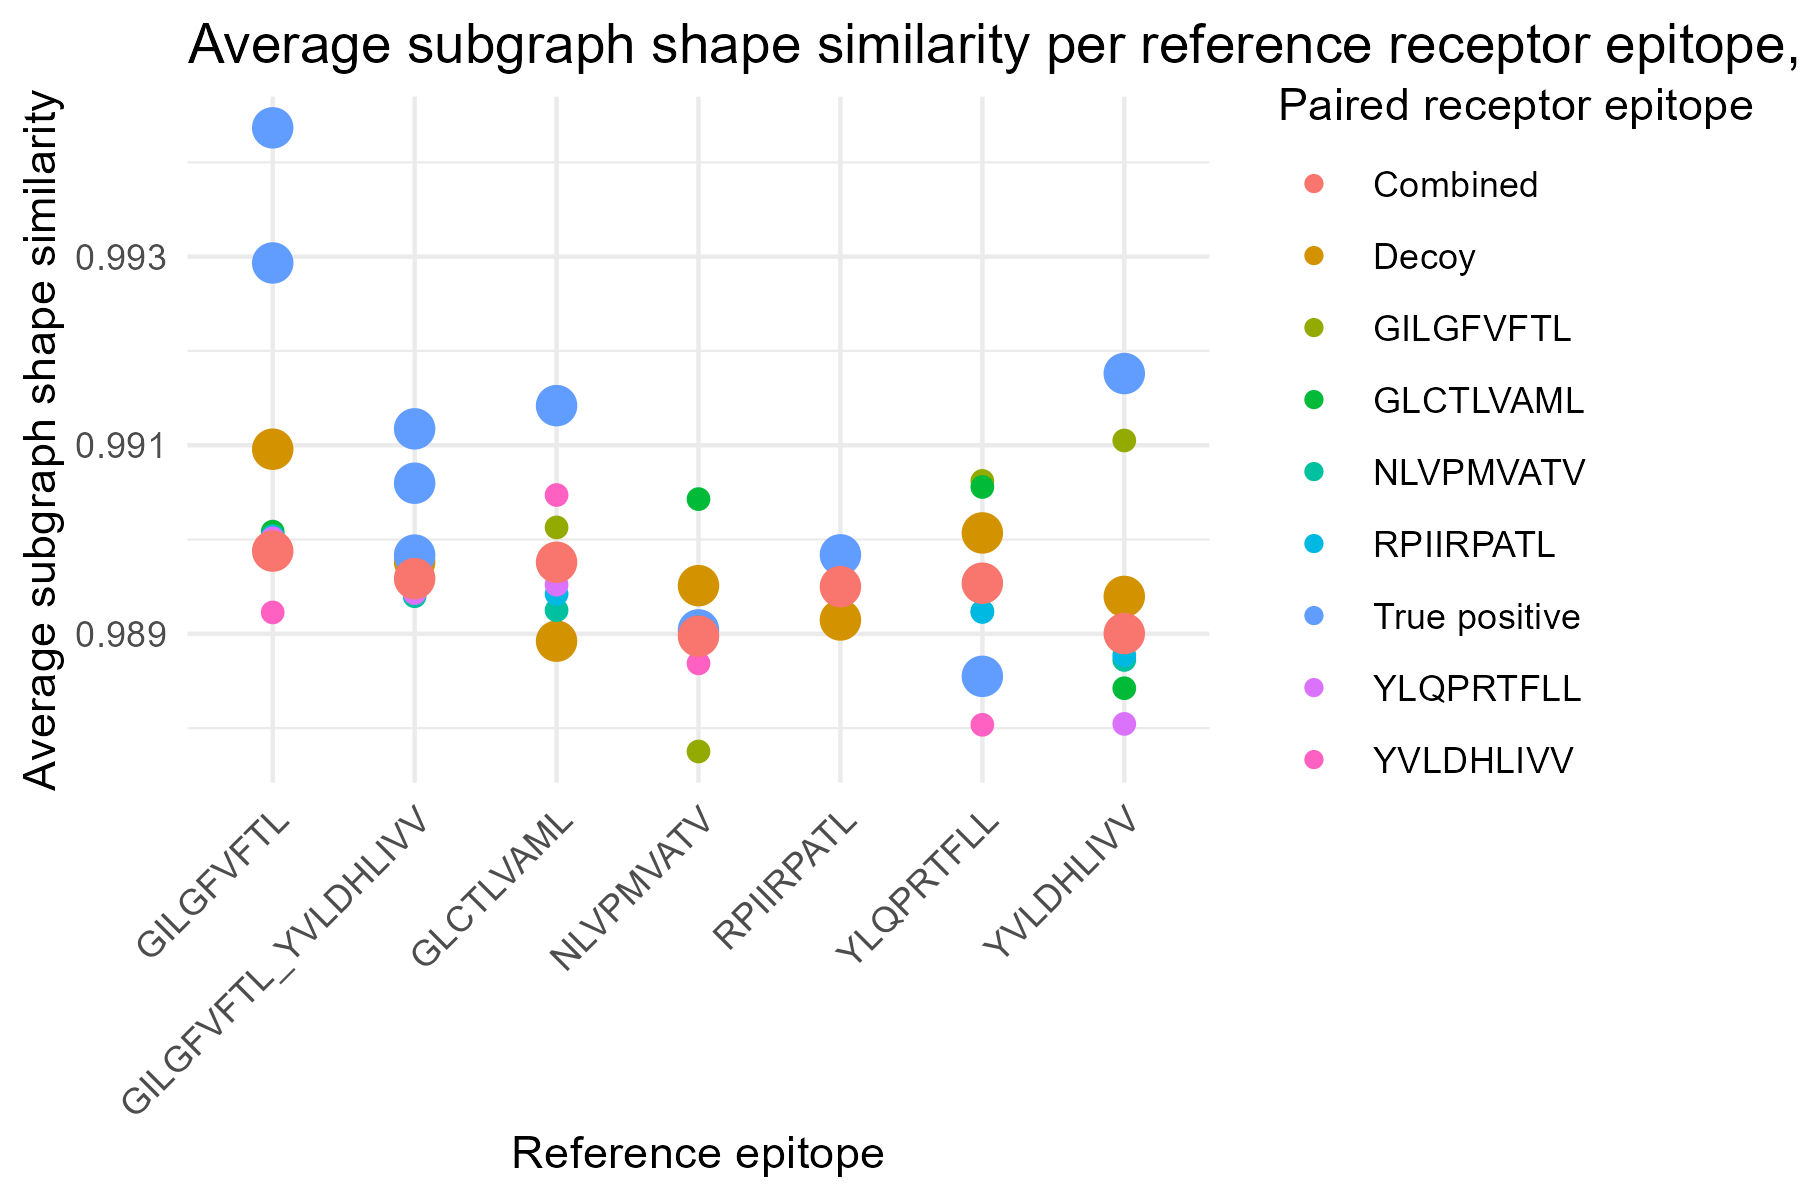 Average subgraph shape similarity per reference receptor epitope,
Average subgraph shape similarity
0.993
0.991
0.989
Paired receptor epitope
Combined
Decoy
GILGFVFTL
GLCTLVAML
NLVPMVATV
RPIIRPATL
True positive
YLQPRTFLL
YVLDHLIVV
GILGFVFTL
GILGFVFTL_YVLDHLIVV
GLCTLVAML
NLVPMVATV
RPIIRPATL
YLQPRTFLL
YVLDHLIVV
Reference epitope